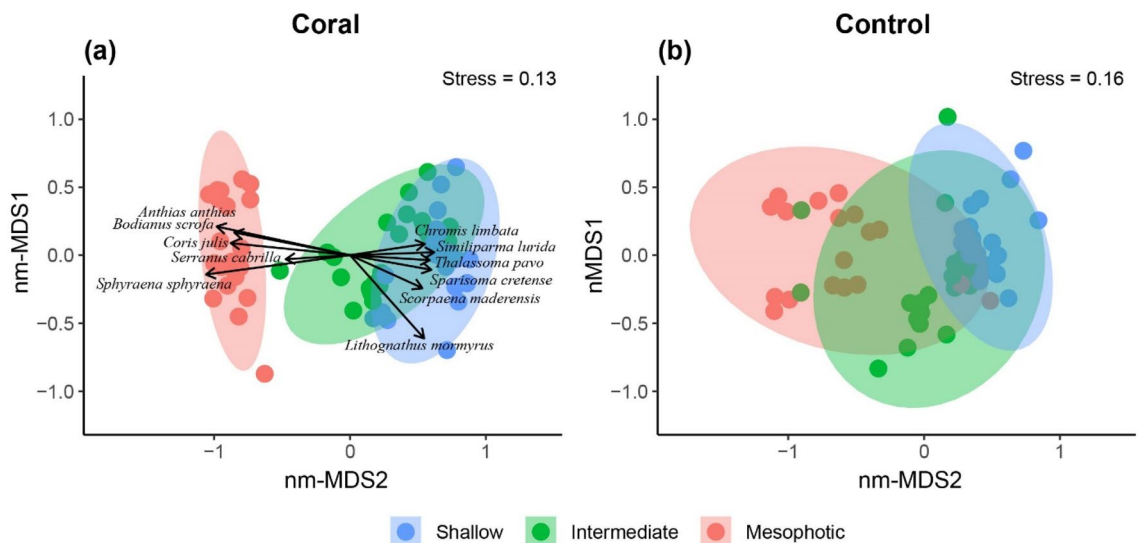 Coral
(a)
Stress = 0.13
nm-MDS1
1.0
0.5
0.0
−0.5
−1.0
Anthias anthias
Bodianus scrofa
Coris julis
Serranus cabrilla
Sphyraena sphyraena
Chromis limbata
Similiparma lurida
Thalassoma pavo
Sparisoma cretense
Scorpaena maderensis
Lithognathus mormyrus
−1
0
1
nm-MDS2
Control
(b)
Stress = 0.16
nMDS1
1.0
0.5
0.0
−0.5
−1.0
−1
0
1
nm-MDS2
Shallow
Intermediate
Mesophotic